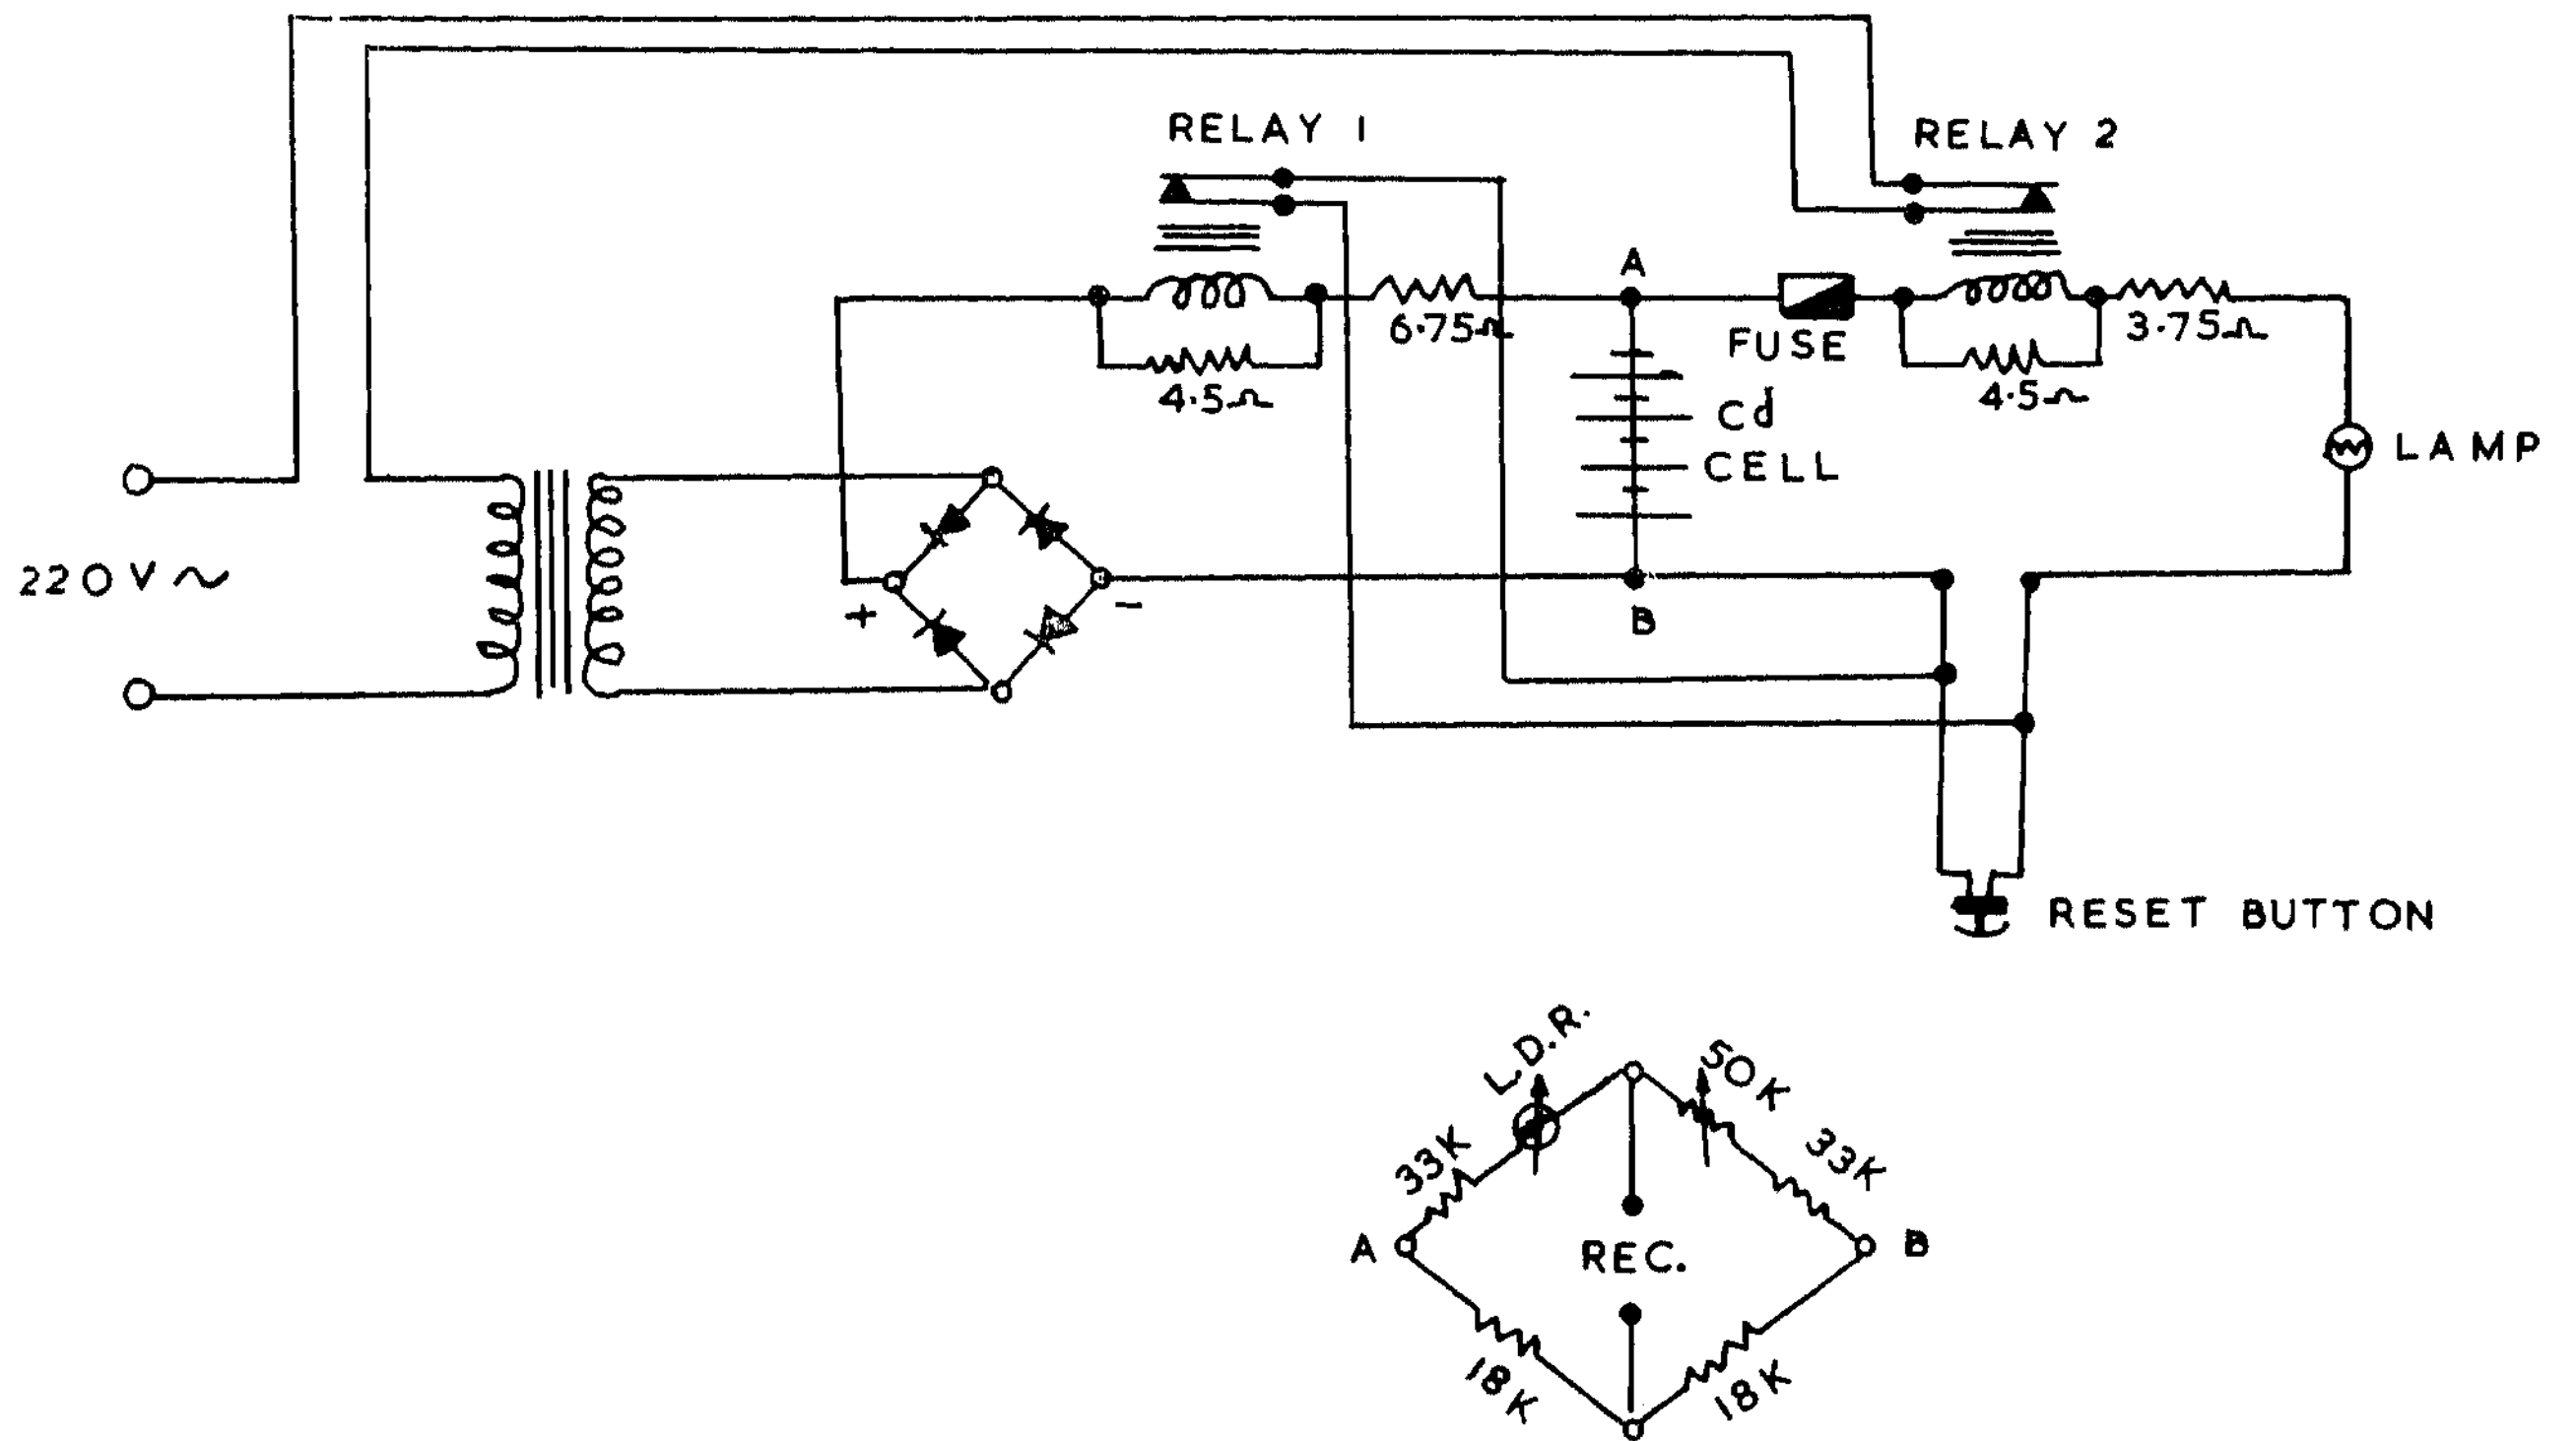 RELAY 1
RELAY 2
A
6.75Ω
FUSE
3.75Ω
4.5Ω
4.5Ω
Cd
CELL
LAMP
220V ~
+
−
B
RESET BUTTON
L.D.R.
50K
33K
33K
A
REC.
B
18K
18K